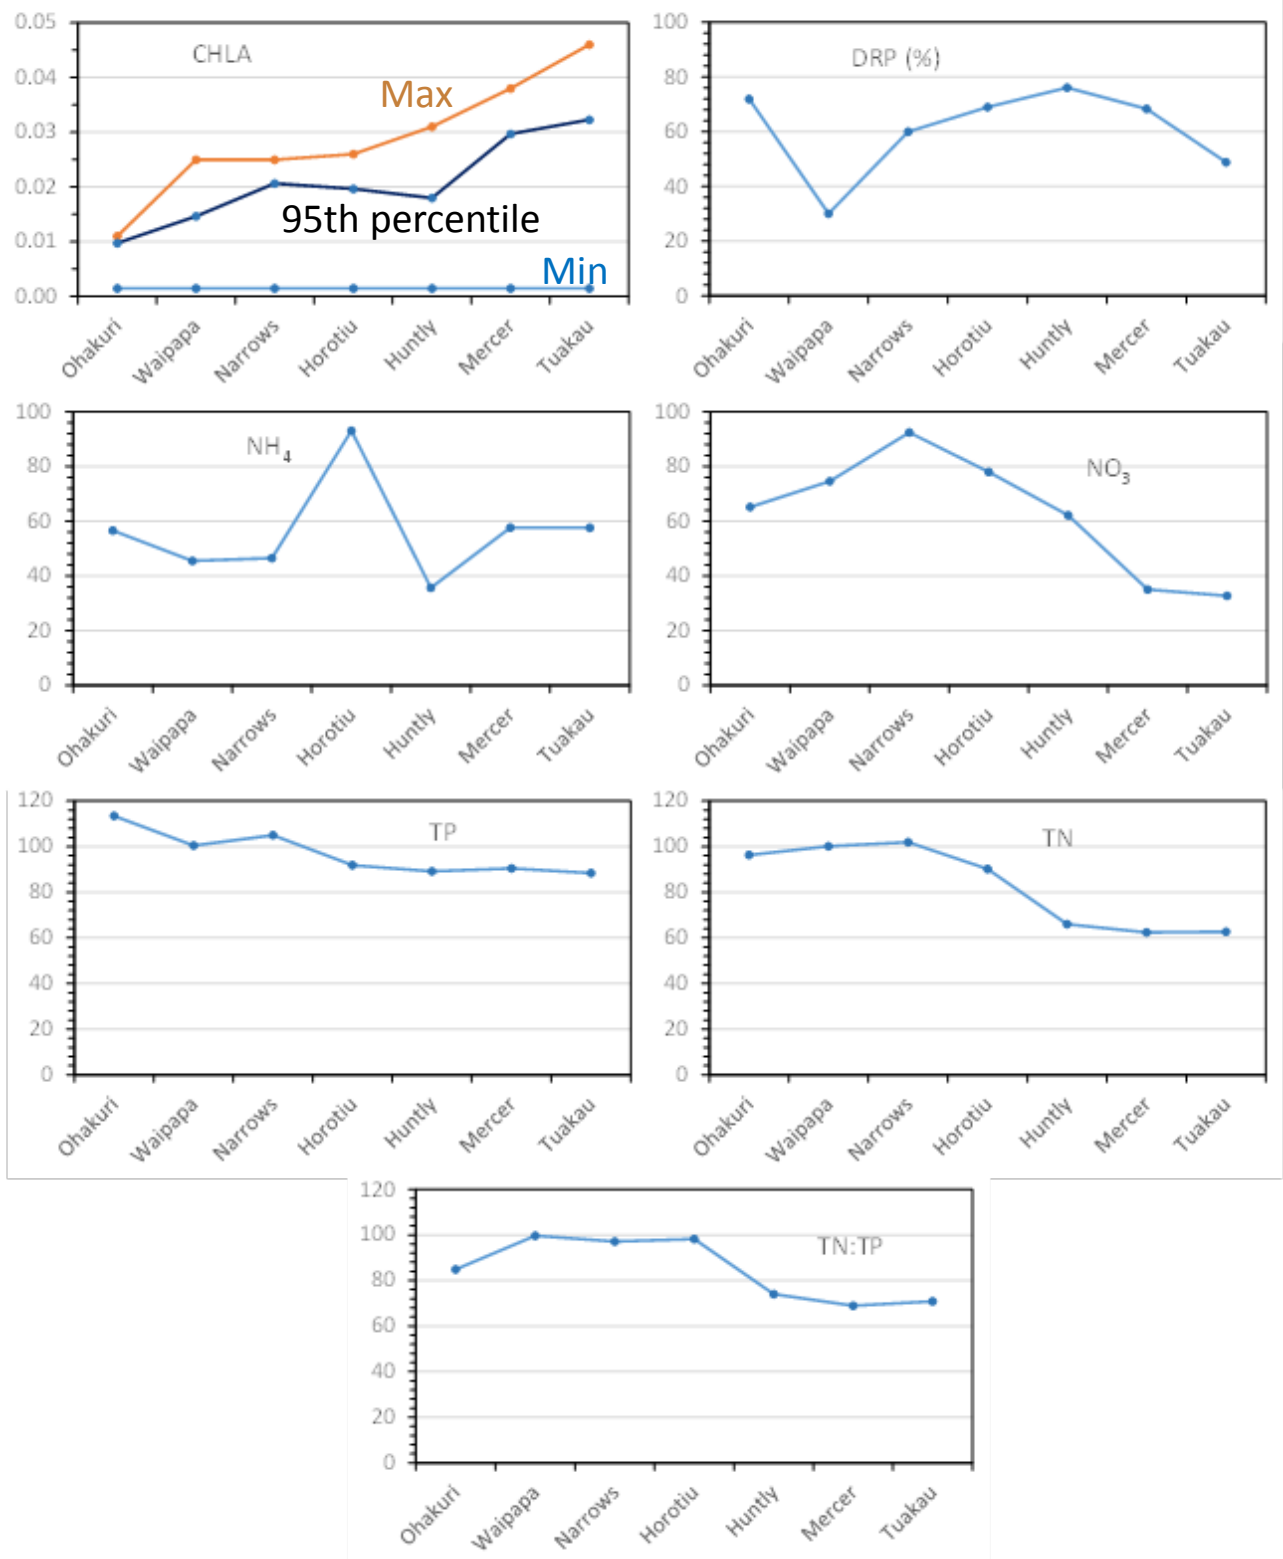 CHLA
Max
95th percentile
Min
0.05
0.04
0.03
0.02
0.01
0.00
Ohakuri
Waipapa
Narrows
Horotiu
Huntly
Mercer
Tuakau
DRP (%)
100
80
60
40
20
0
Ohakuri
Waipapa
Narrows
Horotiu
Huntly
Mercer
Tuakau
NH₄
100
80
60
40
20
0
Ohakuri
Waipapa
Narrows
Horotiu
Huntly
Mercer
Tuakau
NO₃
100
80
60
40
20
0
Ohakuri
Waipapa
Narrows
Horotiu
Huntly
Mercer
Tuakau
TP
120
100
80
60
40
20
0
Ohakuri
Waipapa
Narrows
Horotiu
Huntly
Mercer
Tuakau
TN
120
100
80
60
40
20
0
Ohakuri
Waipapa
Narrows
Horotiu
Huntly
Mercer
Tuakau
TN:TP
120
100
80
60
40
20
0
Ohakuri
Waipapa
Narrows
Horotiu
Huntly
Mercer
Tuakau